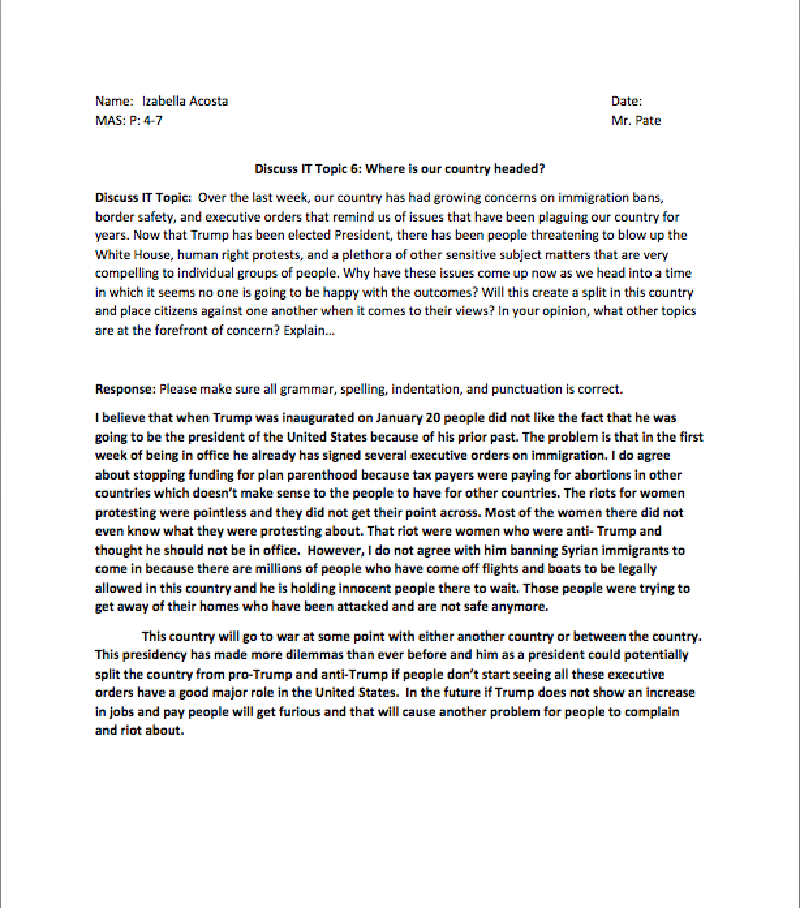 Name: Izabella Acosta Date:
MAS: P: 4-7 Mr. Pate
Discuss IT Topic 6: Where is our country headed?
Discuss IT Topic: Over the last week, our country has had growing concerns on immigration bans,
border safety, and executive orders that remind us of issues that have been plaguing our country for
years. Now that Trump has been elected President, there has been people threatening to blow up the
White House, human right protests, and a plethora of other sensitive subject matters that are very
compelling to individual groups of people. Why have these issues come up now as we head into a time
in which it seems no one is going to be happy with the outcomes? Will this create a split in this country
and place citizens against one another when it comes to their views? In your opinion, what other topics
are at the forefront of concern? Explain...
Response: Please make sure all grammar, spelling, indentation, and punctuation is correct.
I believe that when Trump was inaugurated on January 20 people did not like the fact that he was
going to be the president of the United States because of his prior past. The problem is that in the first
week of being in office he already has signed several executive orders on immigration. I do agree
about stopping funding for plan parenthood because tax payers were paying for abortions in other
countries which doesn't make sense to the people to have for other countries. The riots for women
protesting were pointless and they did not get their point across. Most of the women there did not
even know what they were protesting about. That riot were women who were anti- Trump and
thought he should not be in office. However, I do not agree with him banning Syrian immigrants to
come in because there are millions of people who have come off flights and boats to be legally
allowed in this country and he is holding innocent people there to wait. Those people were trying to
get away of their homes who have been attacked and are not safe anymore.
This country will go to war at some point with either another country or between the country.
This presidency has made more dilemmas than ever before and him as a president could potentially
split the country from pro-Trump and anti-Trump if people don't start seeing all these executive
orders have a good major role in the United States. In the future if Trump does not show an increase
in jobs and pay people will get furious and that will cause another problem for people to complain
and riot about.